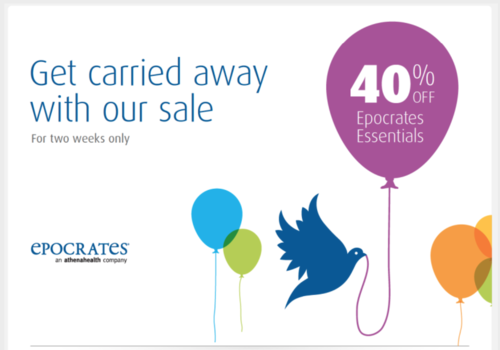 Get carried away
with our sale
For two weeks only
40% OFF
Epocrates
Essentials
epocrates®
an athenahealth company